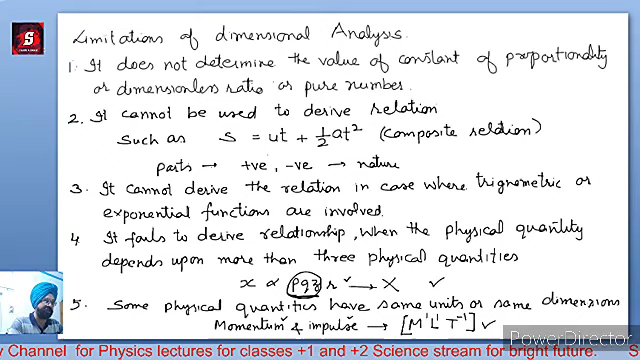 S
Limitations of dimensional Analysis.
1. It does not determine the value of constant of proportionality
or dimensionless ratio or pure number.
2. It cannot be used to derive relation
Such as S = ut + 1/2 at² (Composite relation)
parts → +ve, -ve → nature
3. It cannot derive the relation in case where trignometric or
exponential functions are involved.
4 It fails to derive relationship, when the physical quantity
depends upon more than three physical quantities
x ∝ pqz r ✓ → X ✓
5. Some physical quantities have same units or same dimensions
Momentum & impulse → [M¹L¹T⁻¹] ✓
PowerDirector
y Channel for Physics lectures for classes +1 and +2 Science stream for bright future.